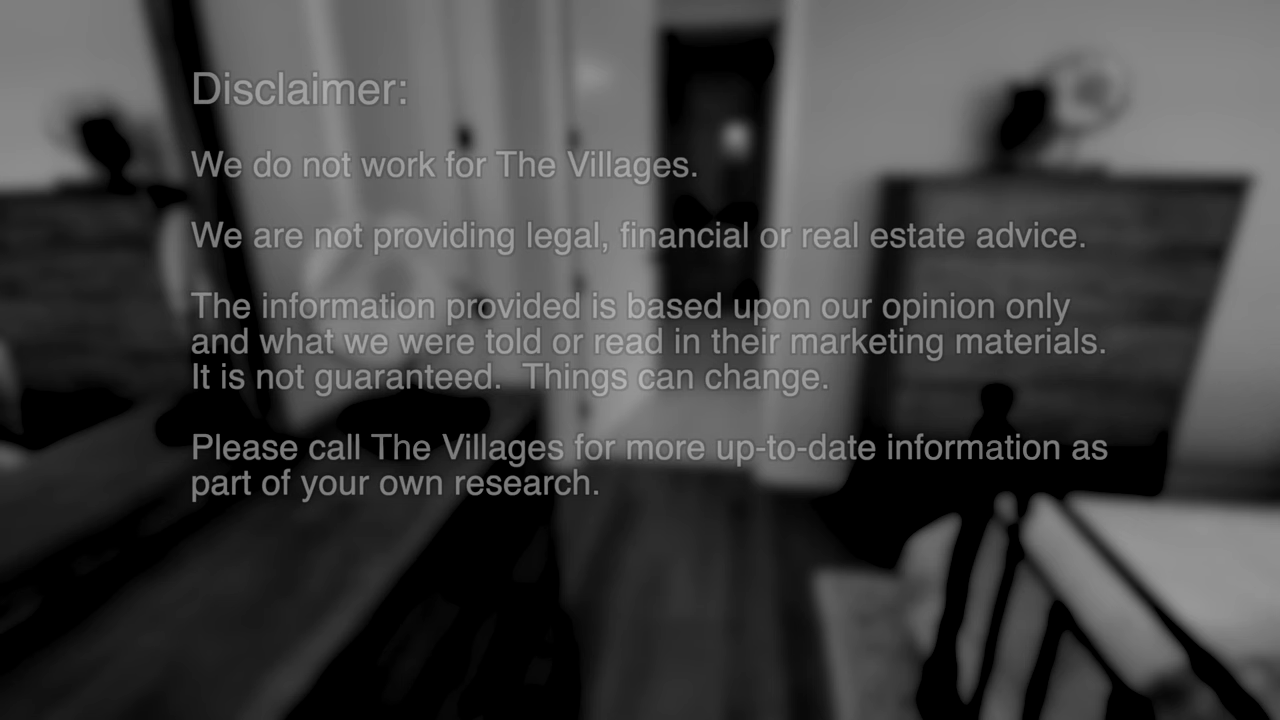 Disclaimer:
We do not work for The Villages.
We are not providing legal, financial or real estate advice.
The information provided is based upon our opinion only
and what we were told or read in their marketing materials.
It is not guaranteed.  Things can change.
Please call The Villages for more up-to-date information as
part of your own research.